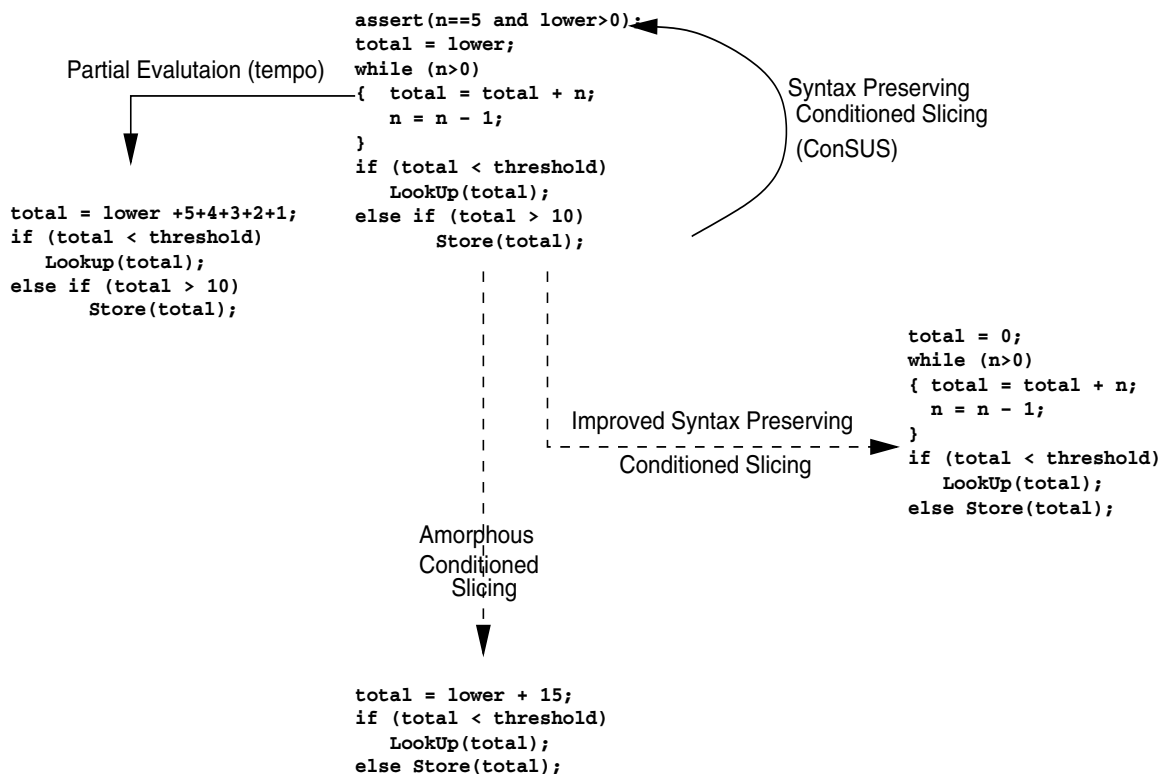 assert(n==5 and lower>0);
total = lower;
while (n>0)
{ total = total + n;
n = n - 1;
}
if (total < threshold)
LookUp(total);
else if (total > 10)
Store(total);
Partial Evalutaion (tempo)
Syntax Preserving
Conditioned Slicing
(ConSUS)
total = lower +5+4+3+2+1;
if (total < threshold)
Lookup(total);
else if (total > 10)
Store(total);
Improved Syntax Preserving
Conditioned Slicing
total = 0;
while (n>0)
{ total = total + n;
n = n - 1;
}
if (total < threshold)
LookUp(total);
else Store(total);
Amorphous
Conditioned
Slicing
total = lower + 15;
if (total < threshold)
LookUp(total);
else Store(total);